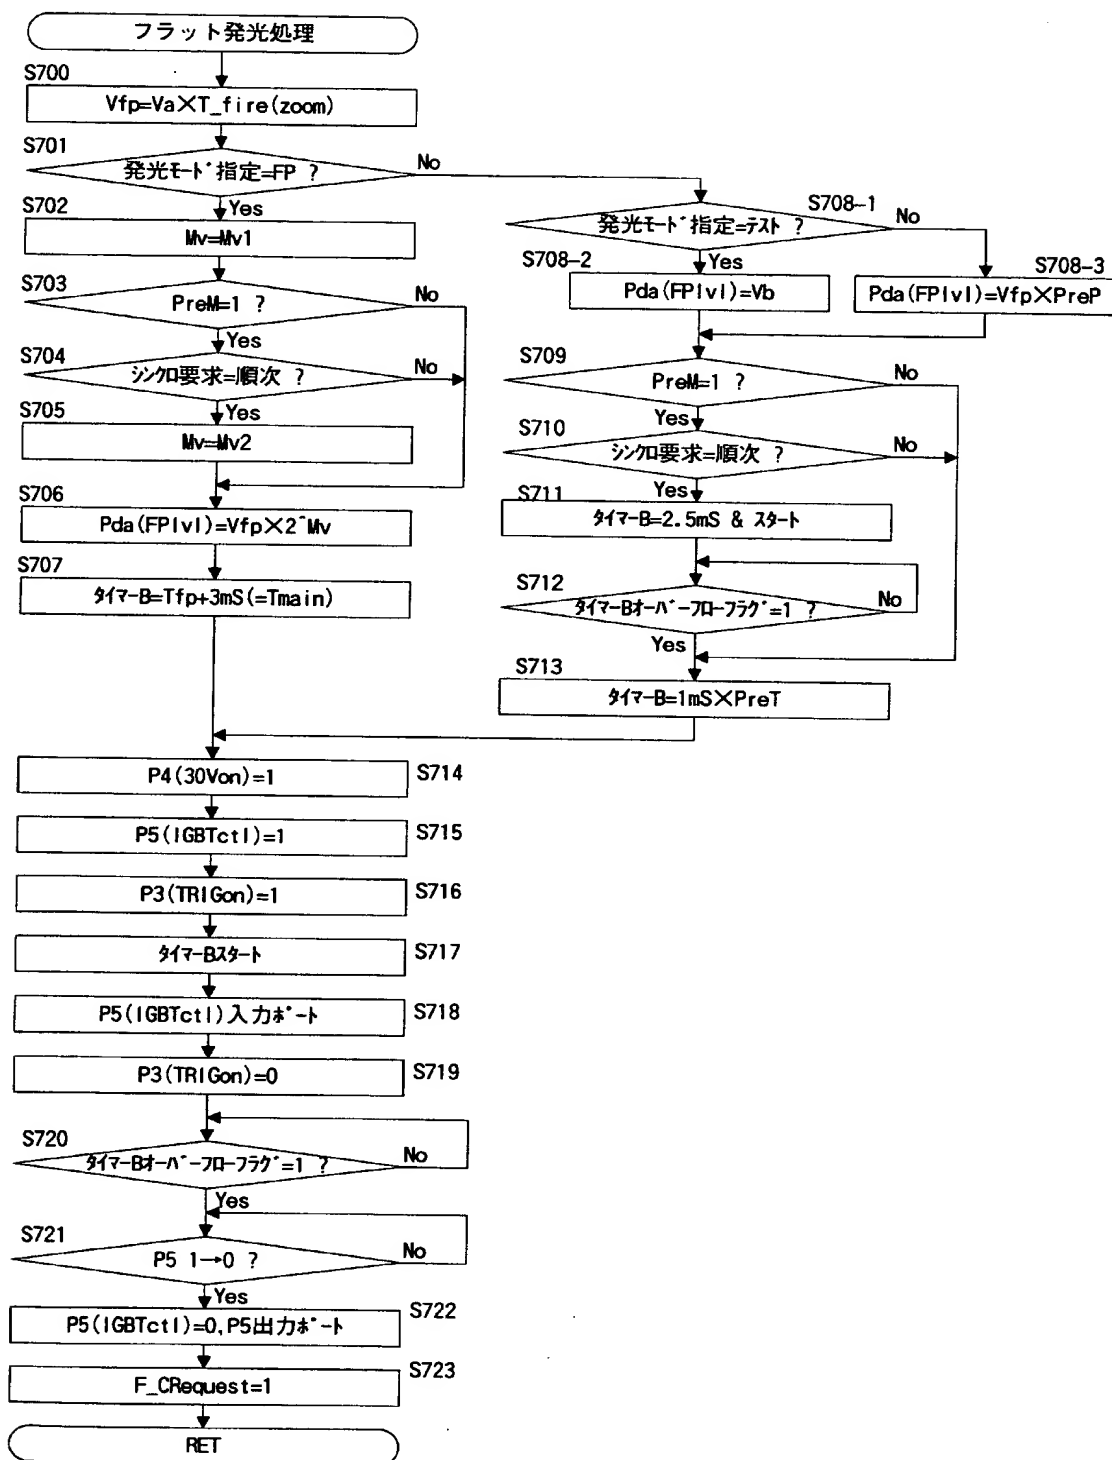 フラット発光処理
S700
Vfp=Va×T_fire(zoom)
S701
発光モード指定=FP ?
No
Yes
S702
Mv=Mv1
S703
PreM=1 ?
No
Yes
S704
シンクロ要求=順次 ?
No
Yes
S705
Mv=Mv2
S706
Pda(FPlvl)=Vfp×2^Mv
S707
タイマーB=Tfp+3mS(=Tmain)
S708-1
発光モード指定=テスト ?
No
Yes
S708-2
Pda(FPlvl)=Vb
S708-3
Pda(FPlvl)=Vfp×PreP
S709
PreM=1 ?
No
Yes
S710
シンクロ要求=順次 ?
No
Yes
S711
タイマーB=2.5mS & スタート
S712
タイマーBオーバーフローフラグ=1 ?
No
Yes
S713
タイマーB=1mS×PreT
P4(30Von)=1
S714
P5(IGBTctl)=1
S715
P3(TRIGon)=1
S716
タイマーBスタート
S717
P5(IGBTctl)入力ポート
S718
P3(TRIGon)=0
S719
S720
タイマーBオーバーフローフラグ=1 ?
No
Yes
S721
P5 1→0 ?
No
Yes
S722
P5(IGBTctl)=0,P5出力ポート
S723
F_CRequest=1
RET